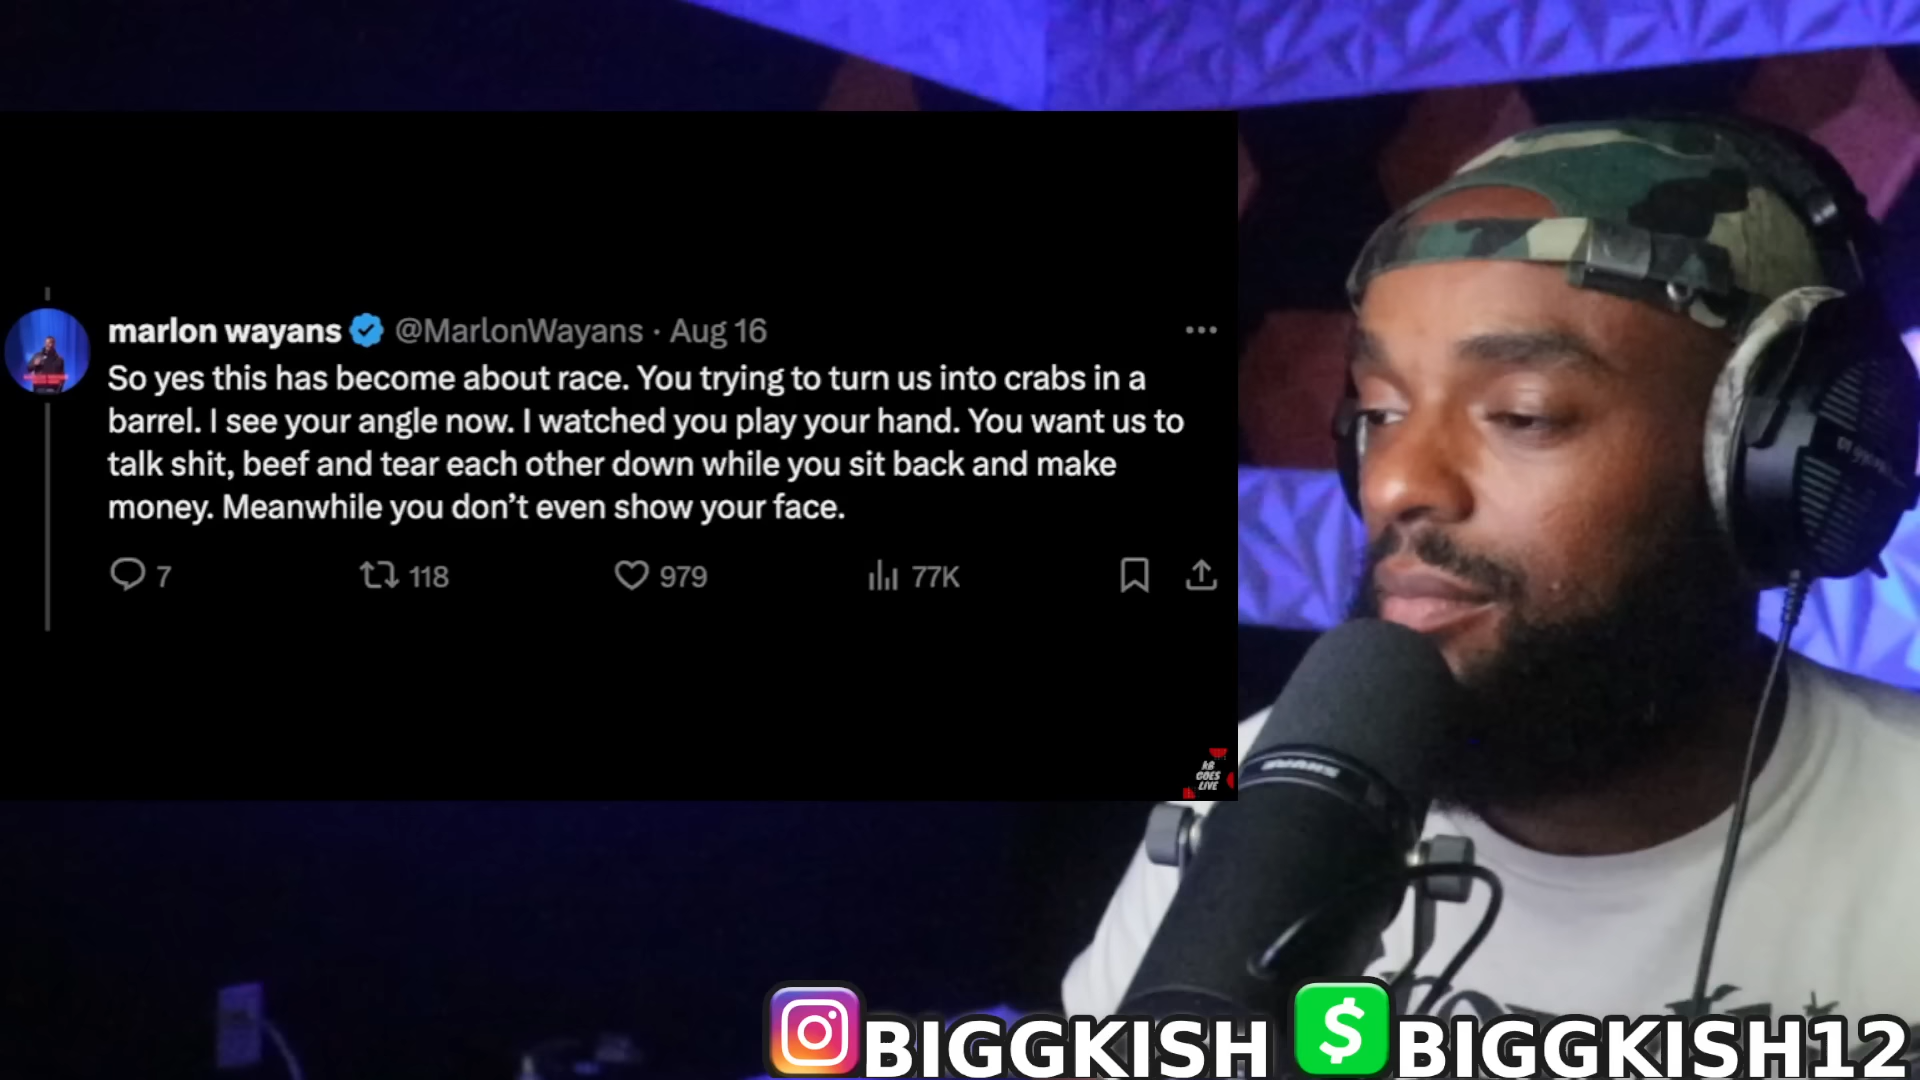 marlon wayans @MarlonWayans · Aug 16
So yes this has become about race. You trying to turn us into crabs in a
barrel. I see your angle now. I watched you play your hand. You want us to
talk shit, beef and tear each other down while you sit back and make
money. Meanwhile you don’t even show your face.
7 118 979 77K
KB
GOES
LIVE
BIGGKISH $ BIGGKISH12